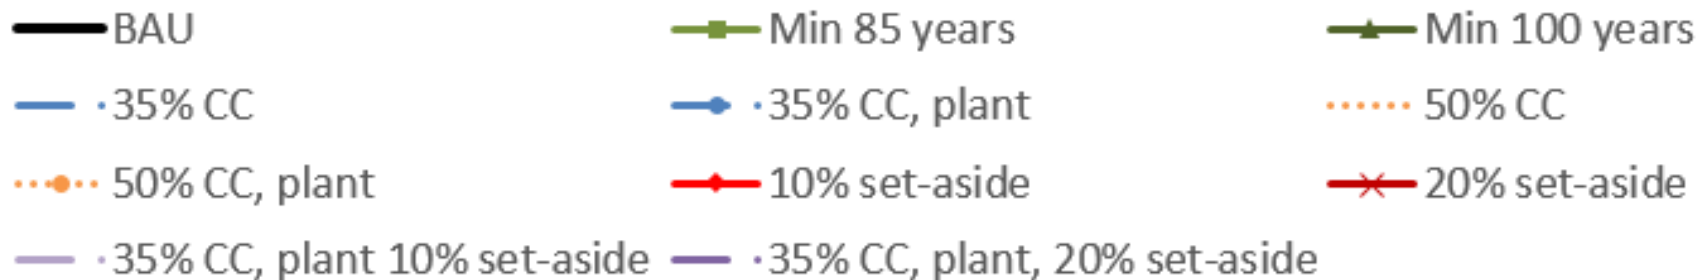 BAU Min 85 years Min 100 years
35% CC 35% CC, plant 50% CC
50% CC, plant 10% set-aside 20% set-aside
35% CC, plant 10% set-aside 35% CC, plant, 20% set-aside